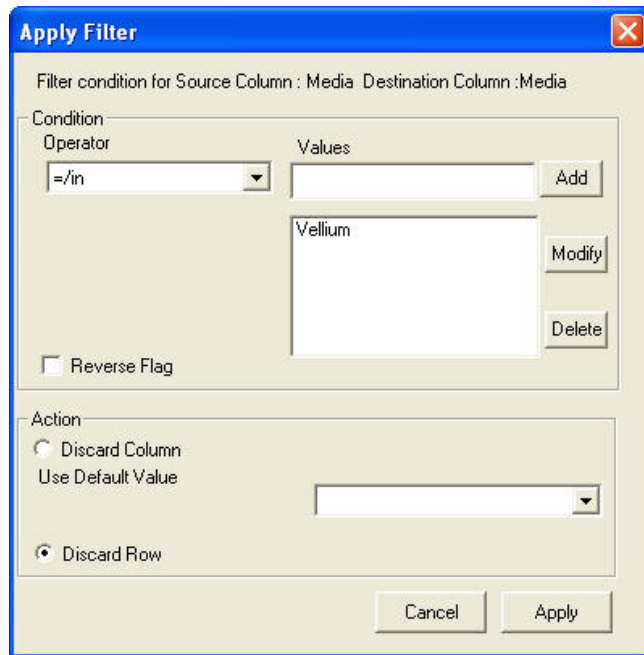 Apply Filter
Filter condition for Source Column : Media Destination Column :Media
Condition
Operator
Values
=/in
Add
Vellium
Modify
Delete
Reverse Flag
Action
Discard Column
Use Default Value
Discard Row
Cancel
Apply